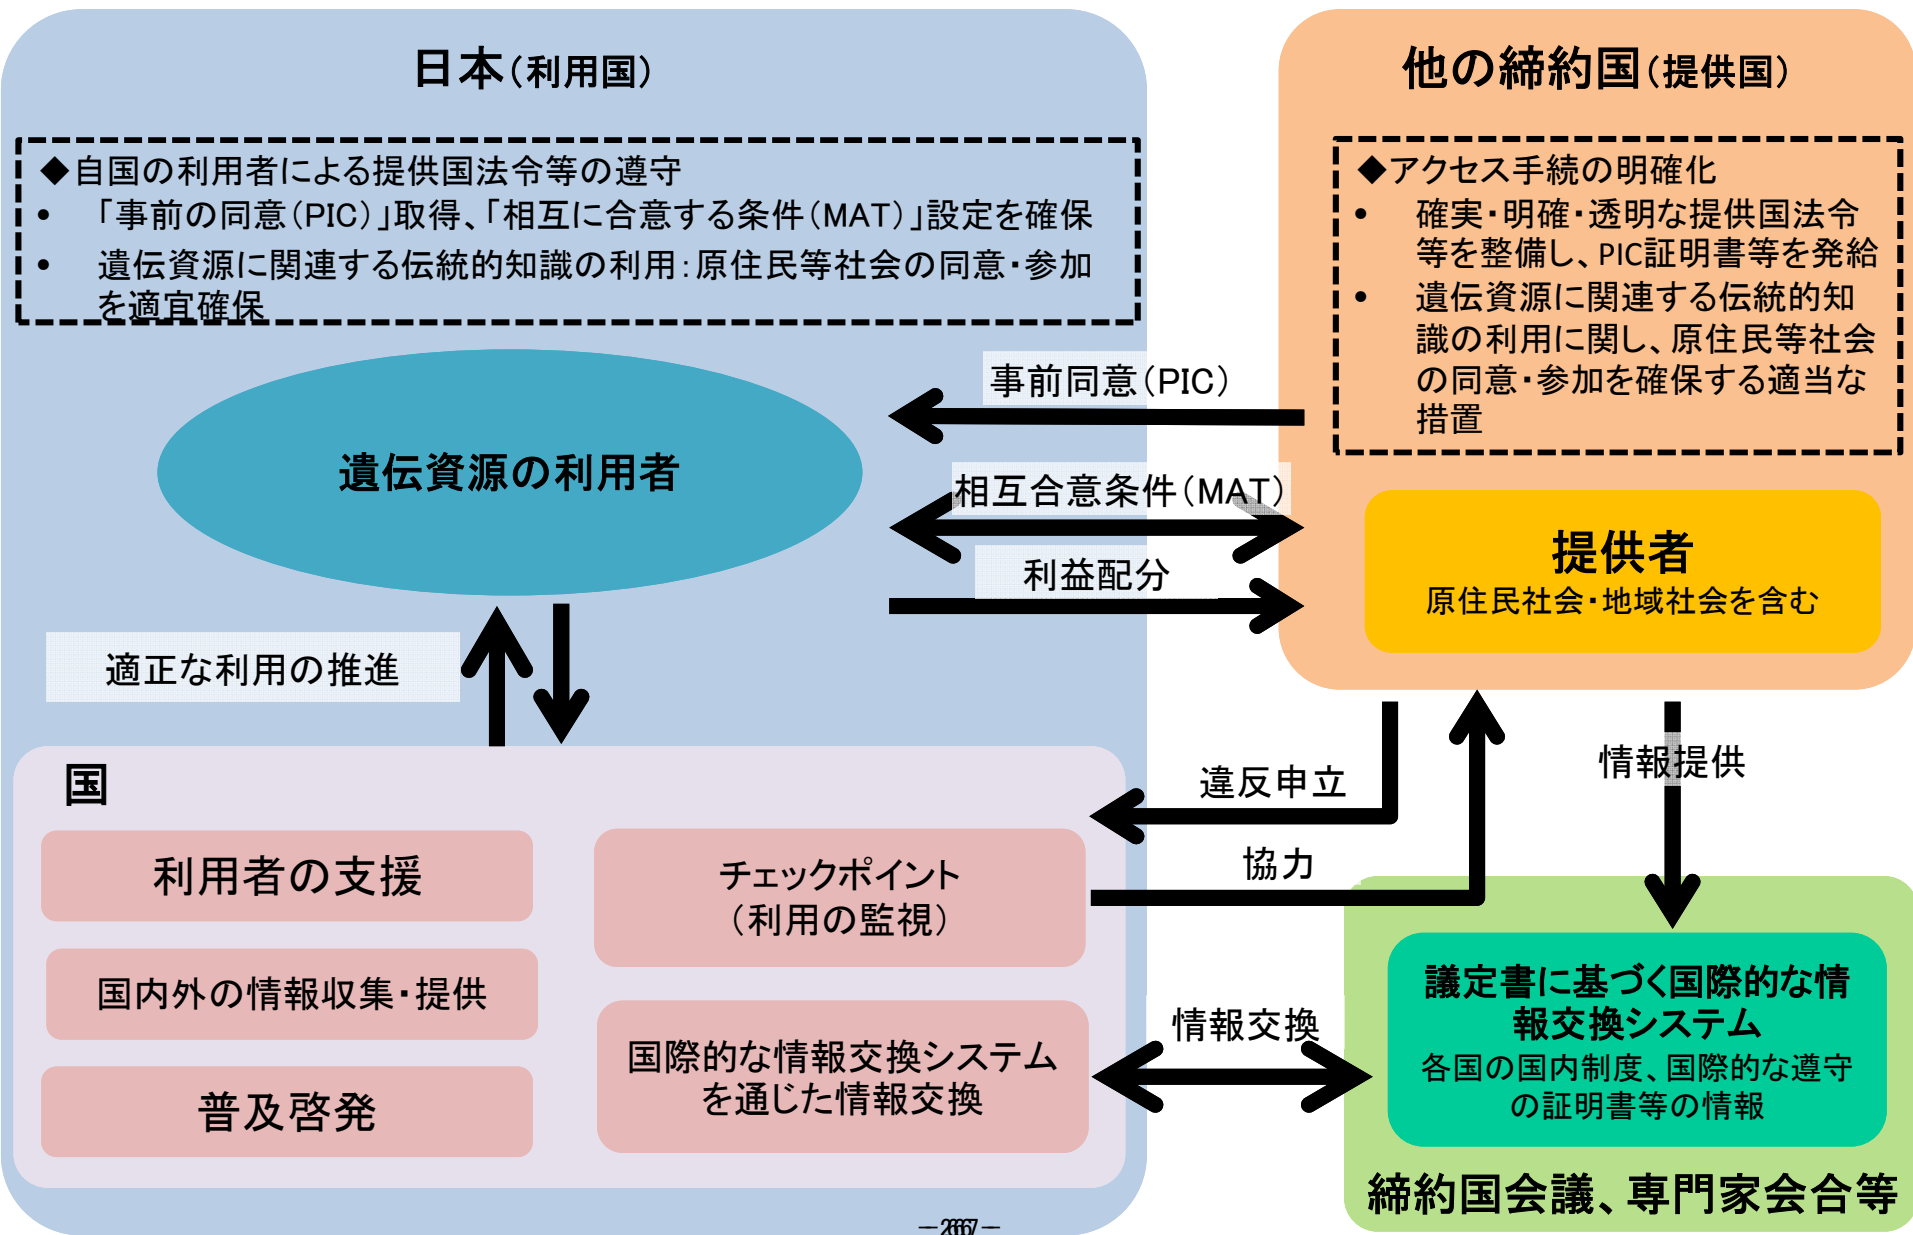 日本（利用国）
◆自国の利用者による提供国法令等の遵守
• 「事前の同意（PIC）」取得、「相互に合意する条件（MAT）」設定を確保
• 遺伝資源に関連する伝統的知識の利用：原住民等社会の同意・参加
を適宜確保
遺伝資源の利用者
適正な利用の推進
国
利用者の支援
国内外の情報収集・提供
普及啓発
チェックポイント
（利用の監視）
国際的な情報交換システム
を通じた情報交換
事前同意（PIC）
相互合意条件（MAT）
利益配分
違反申立
協力
情報交換
情報提供
他の締約国（提供国）
◆アクセス手続の明確化
• 確実・明確・透明な提供国法令
等を整備し、PIC証明書等を発給
• 遺伝資源に関連する伝統的知
識の利用に関し、原住民等社会
の同意・参加を確保する適当な
措置
提供者
原住民社会・地域社会を含む
議定書に基づく国際的な情
報交換システム
各国の国内制度、国際的な遵守
の証明書等の情報
締約国会議、専門家会合等